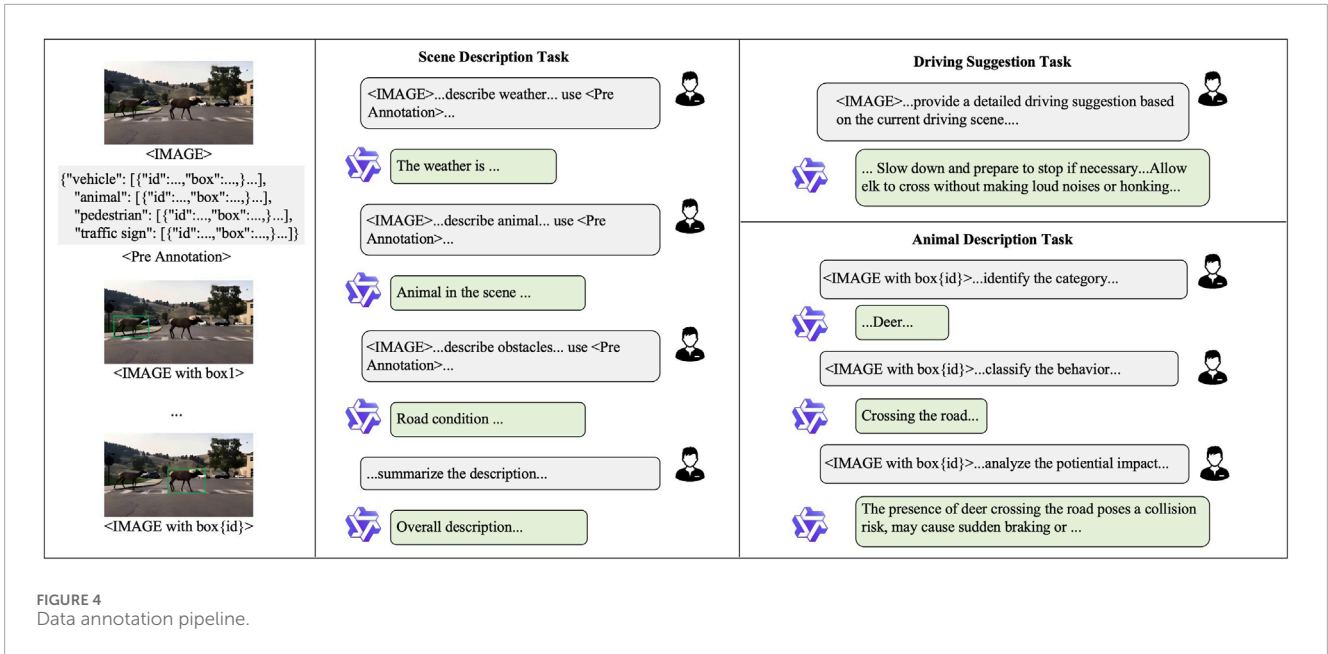 <IMAGE>
{"vehicle": [{"id":...,"box":...,}...],
"animal": [{"id":...,"box":...,}...],
"pedestrian": [{"id":...,"box":...,}...],
"traffic sign": [{"id":...,"box":...,}...]}
<Pre Annotation>
<IMAGE with box1>
...
<IMAGE with box{id}>
Scene Description Task
<IMAGE>...describe weather... use <Pre
Annotation>...
The weather is ...
<IMAGE>...describe animal... use <Pre
Annotation>...
Animal in the scene ...
<IMAGE>...describe obstacles... use <Pre
Annotation>...
Road condition ...
...summarize the description...
Overall description...
Driving Suggestion Task
<IMAGE>...provide a detailed driving suggestion based
on the current driving scene....
... Slow down and prepare to stop if necessary...Allow
elk to cross without making loud noises or honking...
Animal Description Task
<IMAGE with box{id}>...identify the category...
...Deer...
<IMAGE with box{id}>...classify the behavior...
Crossing the road...
<IMAGE with box{id}>...analyze the potiential impact...
The presence of deer crossing the road poses a collision
risk, may cause sudden braking or ...
FIGURE 4
Data annotation pipeline.